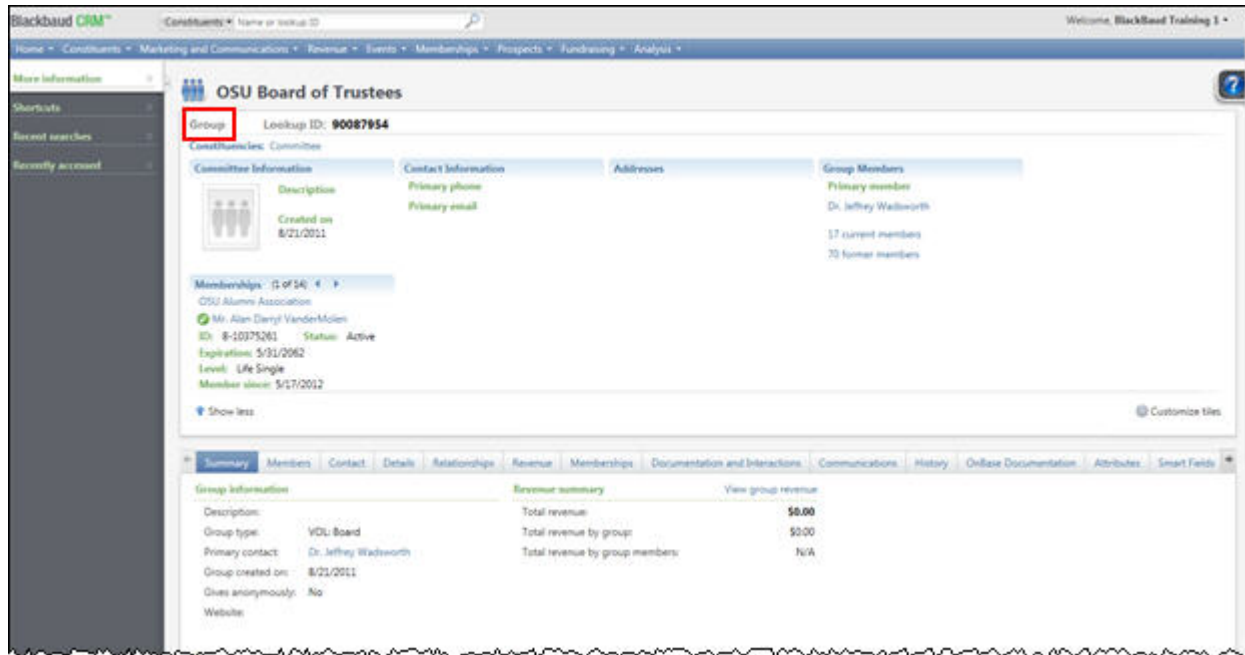 Blackbaud CRM™ Constituents Name or lookup ID Welcome, BlackBaud Training 1
Home Constituents Marketing and Communications Revenue Events Memberships Prospects Fundraising Analysis
More information
Shortcuts
Recent searches
Recently accessed
?
OSU Board of Trustees
Group Lookup ID: 90087954
Constituencies: Committee
Committee Information Contact Information Addresses Group Members
Description Primary phone Primary member
Primary email Dr. Jeffrey Wadsworth
Created on
8/21/2011
17 current members
70 former members
Memberships (1 of 14)
OSU Alumni Association
Mr. Alan Darryl VanderMolen
ID: 8-10375261 Status: Active
Expiration: 5/31/2062
Level: Life Single
Member since: 5/17/2012
Show less Customize tiles
Summary Members Contact Details Relationships Revenue Memberships Documentation and Interactions Communications History OnBase Documentation Attributes Smart Fields
Group information Revenue summary View group revenue
Description: Total revenue: $0.00
Group type: VOL: Board Total revenue by group: $0.00
Primary contact: Dr. Jeffrey Wadsworth Total revenue by group members: N/A
Group created on: 8/21/2011
Gives anonymously: No
Website: